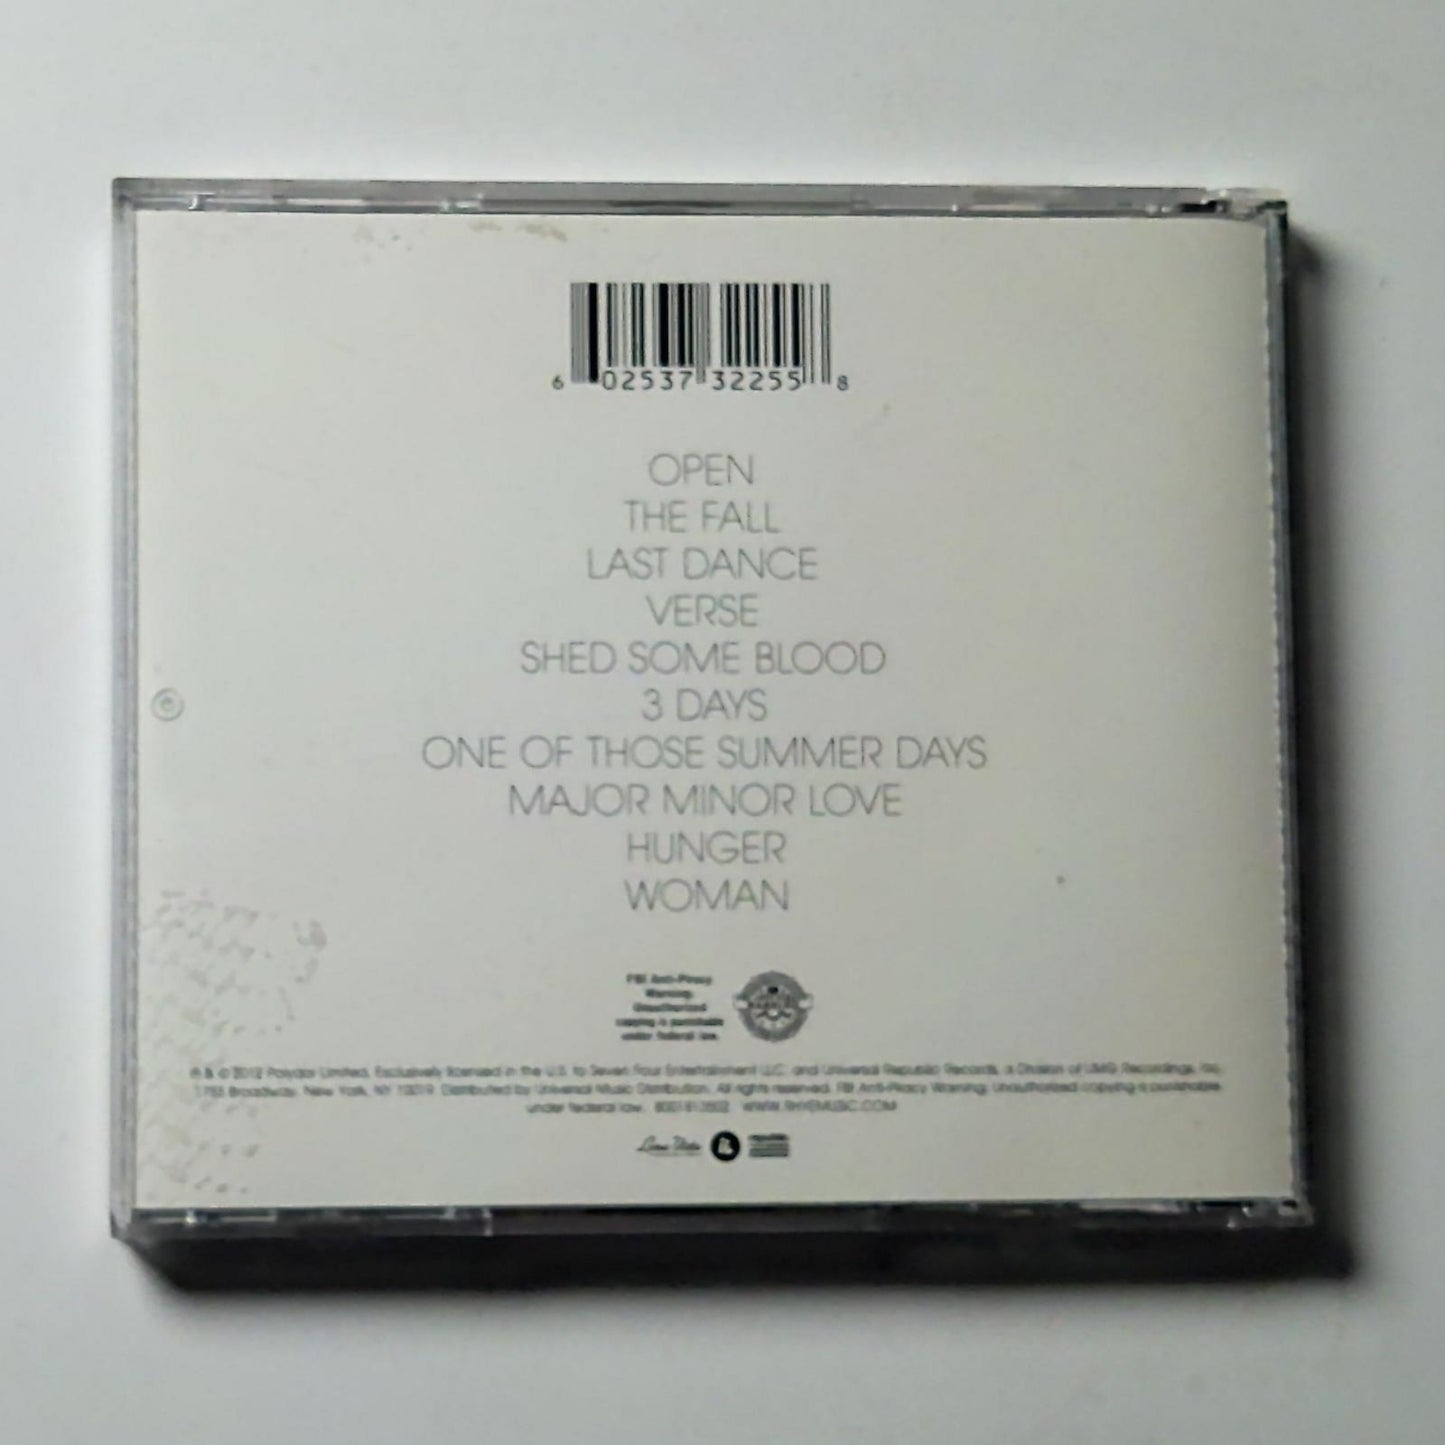 6 02537 32255 8
OPEN
THE FALL
LAST DANCE
VERSE
SHED SOME BLOOD
3 DAYS
ONE OF THOSE SUMMER DAYS
MAJOR MINOR LOVE
HUNGER
WOMAN
FBI Anti-Piracy
Warning:
Unauthorized
copying is punishable
under federal law.
℗ & © 2012 Polydor Limited. Exclusively licensed in the U.S. to Seven Four Entertainment LLC. and Universal Republic Records, a Division of UMG Recordings, Inc.
1755 Broadway, New York, NY 10019. Distributed by Universal Music Distribution. All rights reserved. FBI Anti-Piracy Warning: Unauthorized copying is punishable
under federal law. WWW.RHYEMUSIC.COM